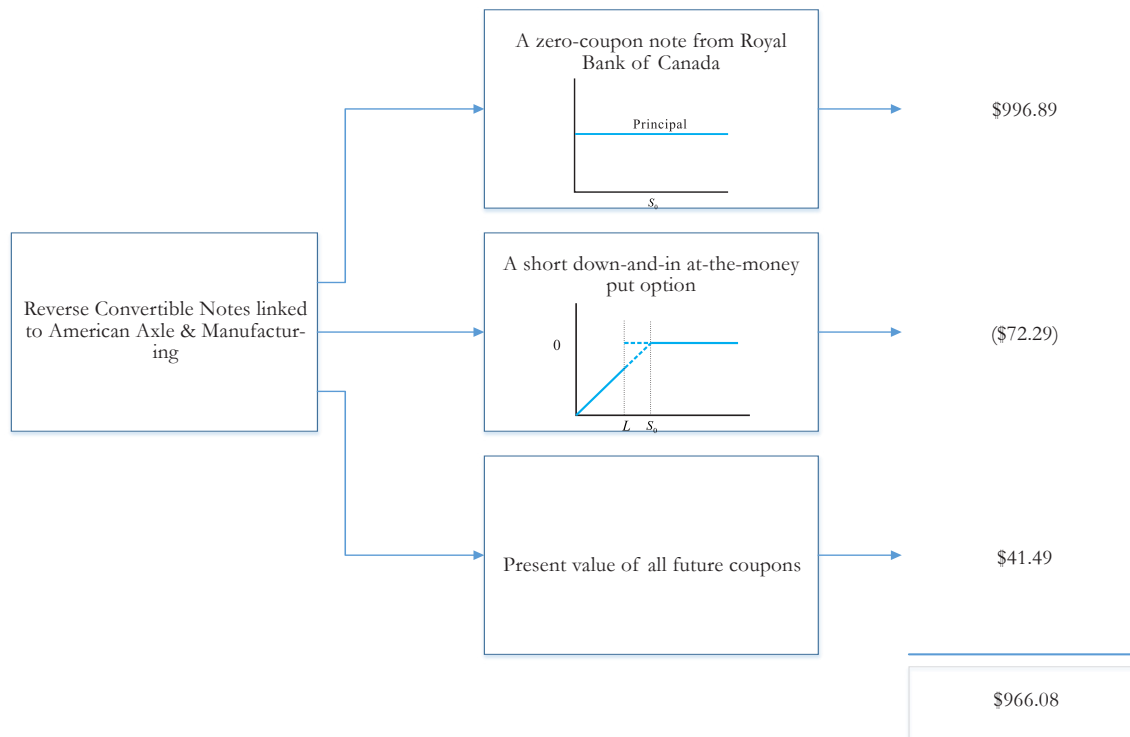 A zero-coupon note from Royal
Bank of Canada
Principal
S₀
$996.89
Reverse Convertible Notes linked
to American Axle & Manufactur-
ing
A short down-and-in at-the-money
put option
0
L S₀
($72.29)
Present value of all future coupons
$41.49
$966.08